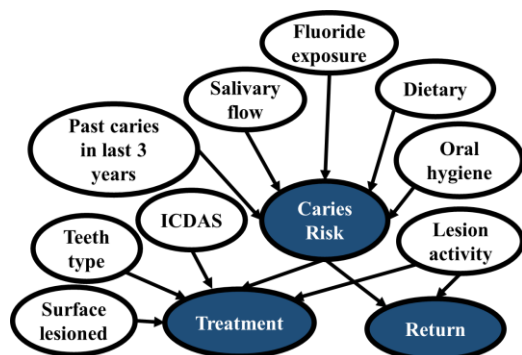 Fluoride
exposure
Salivary
flow
Dietary
Past caries
in last 3
years
Oral
hygiene
Caries
Risk
ICDAS
Teeth
type
Lesion
activity
Surface
lesioned
Treatment
Return